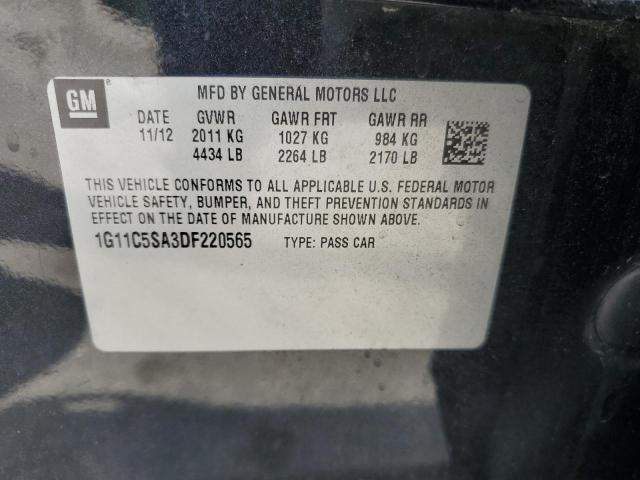 GM
®
MFD BY GENERAL MOTORS LLC
DATE GVWR GAWR FRT GAWR RR
11/12 2011 KG 1027 KG 984 KG
4434 LB 2264 LB 2170 LB
THIS VEHICLE CONFORMS TO ALL APPLICABLE U.S. FEDERAL MOTOR
VEHICLE SAFETY, BUMPER, AND THEFT PREVENTION STANDARDS IN
EFFECT ON THE DATE OF MANUFACTURE SHOWN ABOVE.
1G11C5SA3DF220565 TYPE: PASS CAR